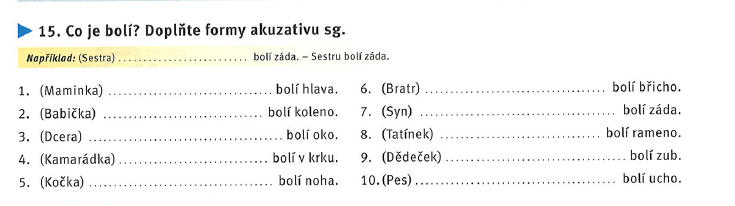 15. Co je bolí? Doplňte formy akuzativu sg.
Například: (Sestra) .......................... bolí záda. – Sestru bolí záda.
1. (Maminka) .................................. bolí hlava.
2. (Babička) .................................. bolí koleno.
3. (Dcera) ....................................... bolí oko.
4. (Kamarádka) .............................. bolí v krku.
5. (Kočka) ..................................... bolí noha.
6. (Bratr) .................................... bolí břicho.
7. (Syn) ........................................ bolí záda.
8. (Tatínek) ................................ bolí rameno.
9. (Dědeček) .................................... bolí zub.
10. (Pes) ........................................ bolí ucho.